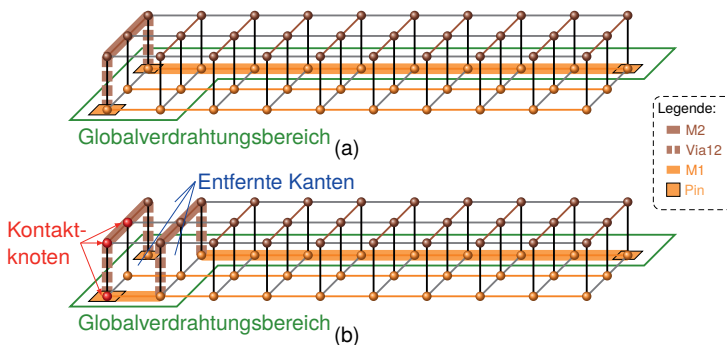 Globalverdrahtungsbereich
(a)
Legende:
M2
Via12
M1
Pin
Entfernte Kanten
Kontakt-
knoten
Globalverdrahtungsbereich
(b)